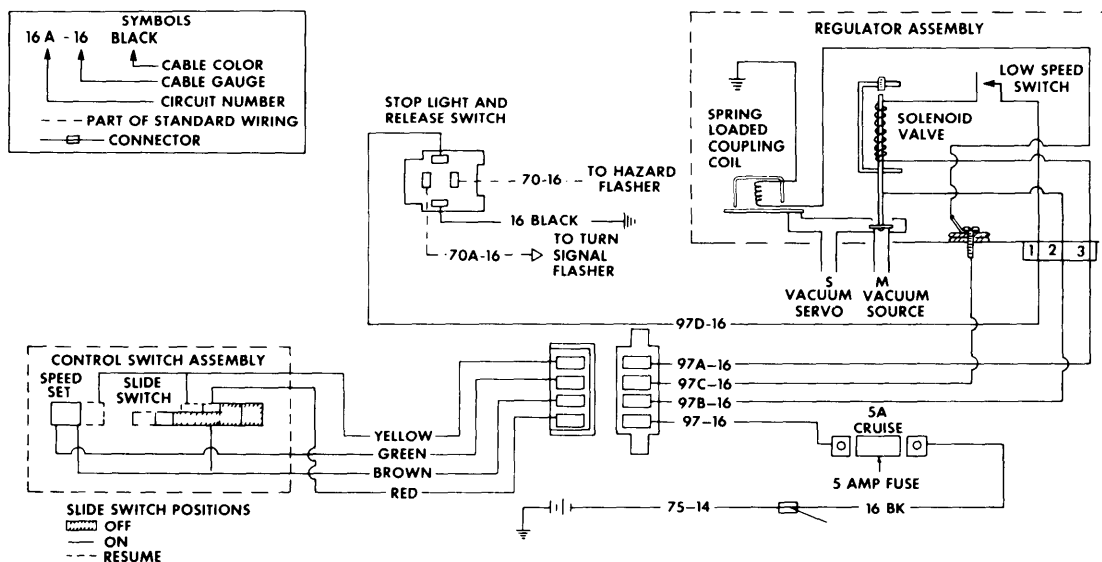 SYMBOLS
16 A - 16 BLACK
CABLE COLOR
CABLE GAUGE
CIRCUIT NUMBER
PART OF STANDARD WIRING
CONNECTOR
STOP LIGHT AND
RELEASE SWITCH
70-16
TO HAZARD
FLASHER
16 BLACK
70A-16
TO TURN
SIGNAL
FLASHER
REGULATOR ASSEMBLY
LOW SPEED
SWITCH
SPRING
LOADED
COUPLING
COIL
SOLENOID
VALVE
1 2 3
S
VACUUM
SERVO
M
VACUUM
SOURCE
97D-16
CONTROL SWITCH ASSEMBLY
SPEED
SET
SLIDE
SWITCH
YELLOW
GREEN
BROWN
RED
97A-16
97C-16
97B-16
97-16
5A
CRUISE
5 AMP FUSE
75-14
16 BK
SLIDE SWITCH POSITIONS
OFF
ON
RESUME